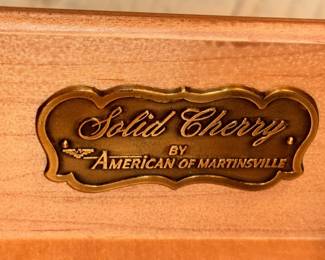 Solid Cherry
BY
AMERICAN OF MARTINSVILLE